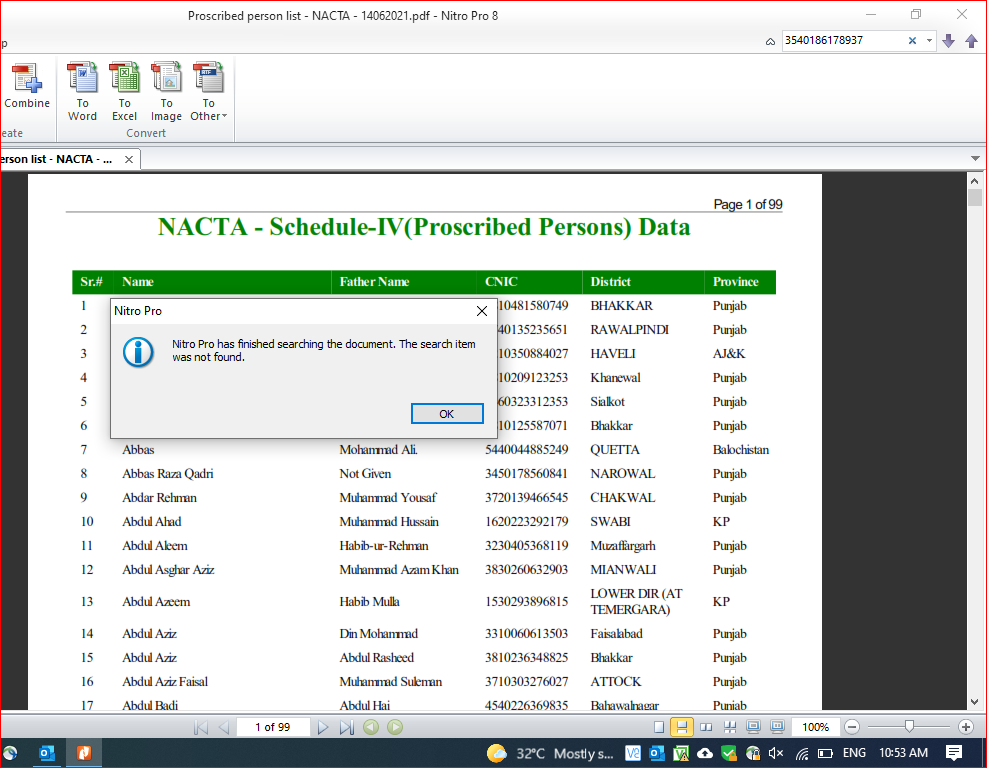 Proscribed person list - NACTA - 14062021.pdf - Nitro Pro 8
p
3540186178937
Combine
To Word
To Excel
To Image
To Other
eate
Convert
erson list - NACTA - ...
Page 1 of 99
NACTA - Schedule-IV(Proscribed Persons) Data
Sr.# Name Father Name CNIC District Province
1 10481580749 BHAKKAR Punjab
2 40135235651 RAWALPINDI Punjab
3 10350884027 HAVELI AJ&K
4 10209123253 Khanewal Punjab
5 60323312353 Sialkot Punjab
6 10125587071 Bhakkar Punjab
Nitro Pro
Nitro Pro has finished searching the document. The search item
was not found.
OK
7 Abbas Mohammad Ali. 5440044885249 QUETTA Balochistan
8 Abbas Raza Qadri Not Given 3450178560841 NAROWAL Punjab
9 Abdar Rehman Muhammad Yousaf 3720139466545 CHAKWAL Punjab
10 Abdul Ahad Muhammad Hussain 1620223292179 SWABI KP
11 Abdul Aleem Habib-ur-Rehman 3230405368119 Muzaffargarh Punjab
12 Abdul Asghar Aziz Muhammad Azam Khan 3830260632903 MIANWALI Punjab
13 Abdul Azeem Habib Mulla 1530293896815 LOWER DIR (AT TEMERGARA) KP
14 Abdul Aziz Din Mohammad 3310060613503 Faisalabad Punjab
15 Abdul Aziz Abdul Rasheed 3810236348825 Bhakkar Punjab
16 Abdul Aziz Faisal Muhammad Suleman 3710303276027 ATTOCK Punjab
17 Abdul Badi Abdul Hai 4540226369835 Bahawalnagar Punjab
1 of 99
100%
32°C Mostly s...
ENG
10:53 AM